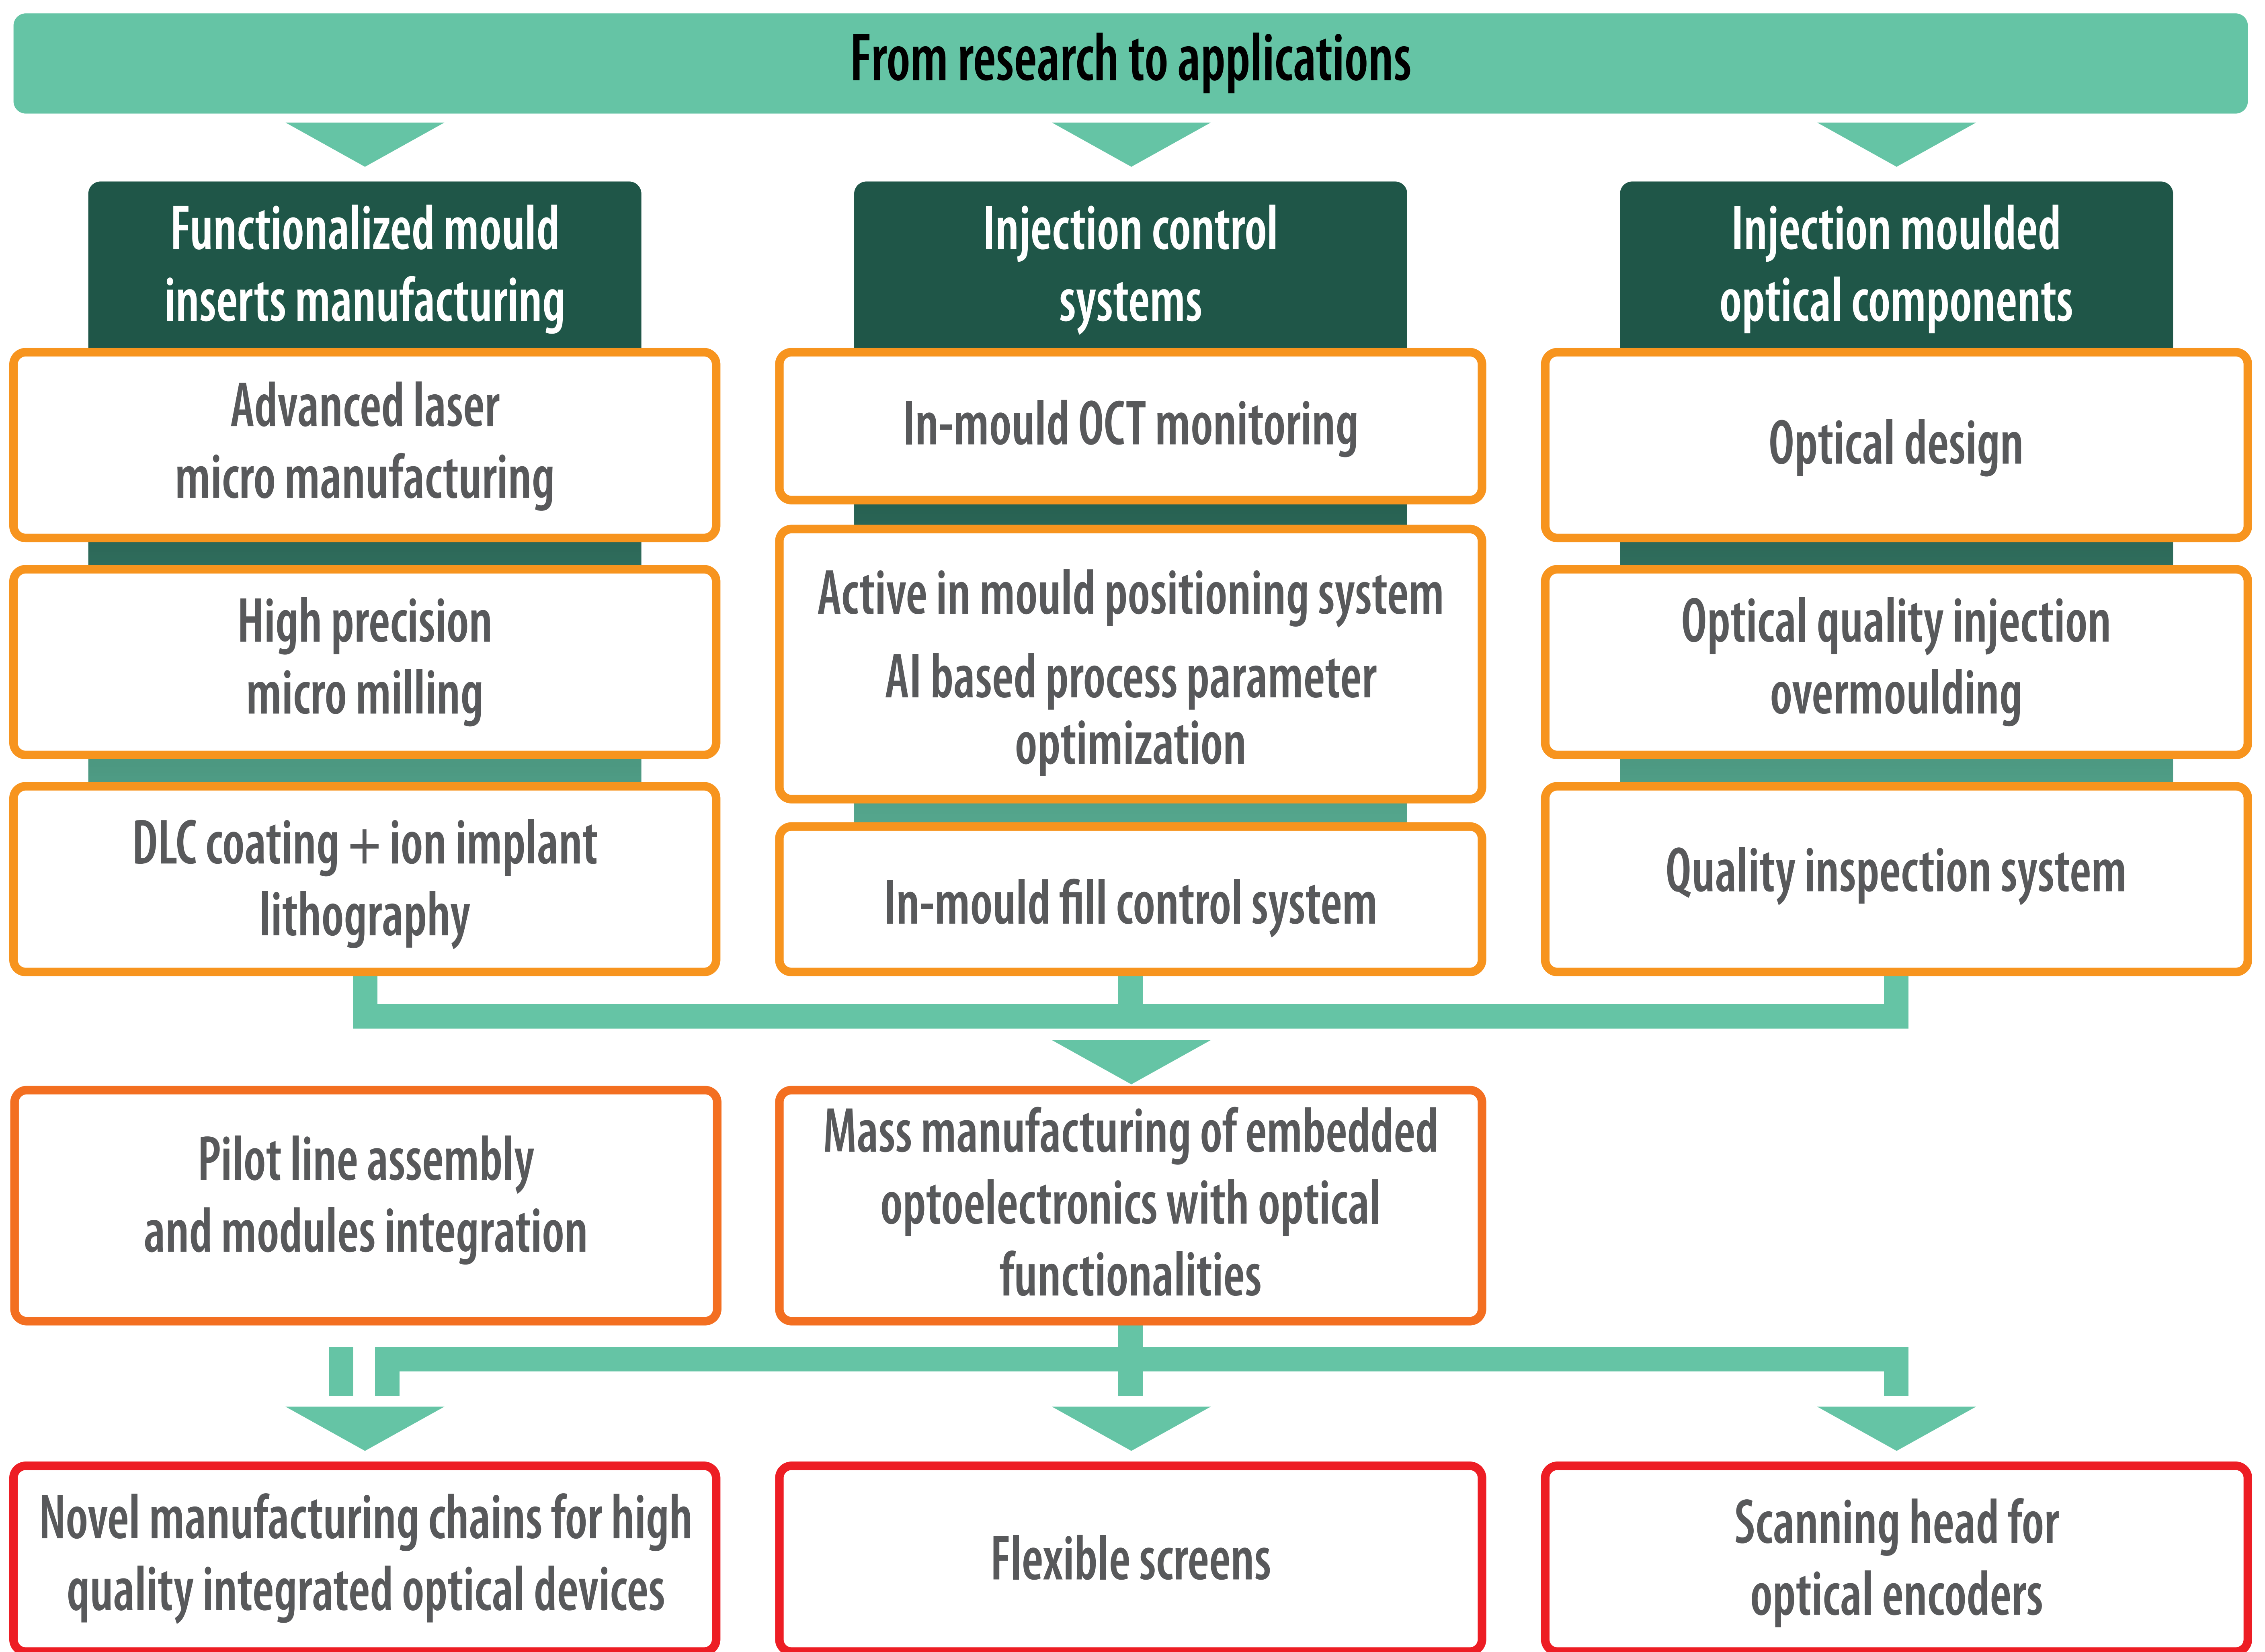 From research to applications
Functionalized mould
inserts manufacturing
Advanced laser
micro manufacturing
High precision
micro milling
DLC coating + ion implant
lithography
Injection control
systems
In-mould OCT monitoring
Active in mould positioning system
AI based process parameter
optimization
In-mould fill control system
Injection moulded
optical components
Optical design
Optical quality injection
overmoulding
Quality inspection system
Pilot line assembly
and modules integration
Mass manufacturing of embedded
optoelectronics with optical
functionalities
Novel manufacturing chains for high
quality integrated optical devices
Flexible screens
Scanning head for
optical encoders